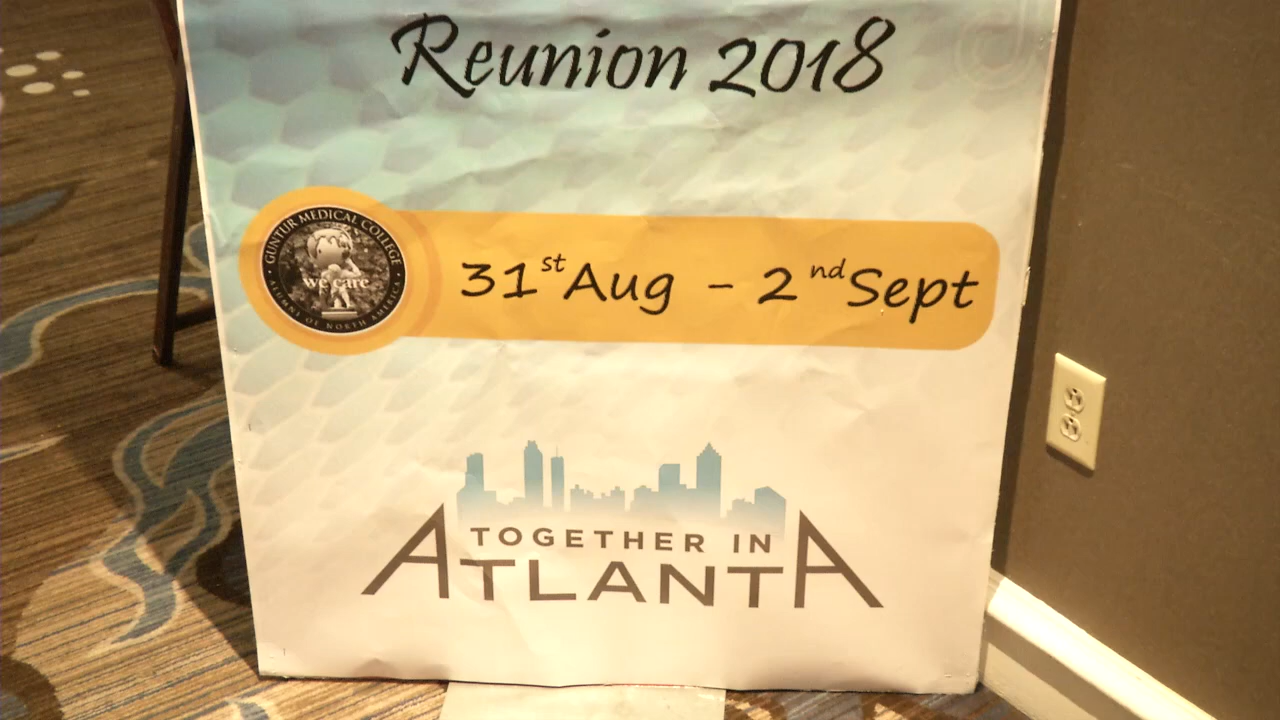 Reunion 2018
GUNTUR MEDICAL COLLEGE
we care
ALUMNI OF NORTH AMERICA
31st Aug - 2nd Sept
TOGETHER IN
ATLANTA